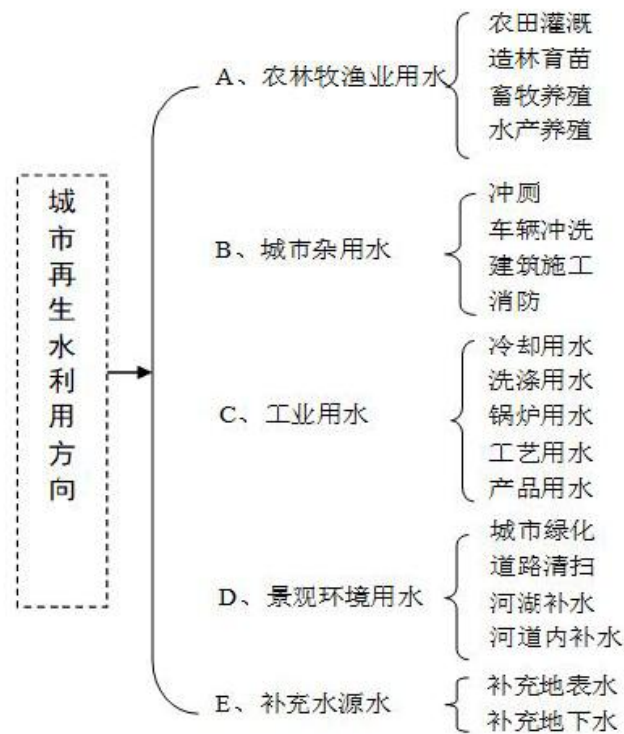 城市再生水利用方向
A、农林牧渔业用水
农田灌溉
造林育苗
畜牧养殖
水产养殖
B、城市杂用水
冲厕
车辆冲洗
建筑施工
消防
C、工业用水
冷却用水
洗涤用水
锅炉用水
工艺用水
产品用水
D、景观环境用水
城市绿化
道路清扫
河湖补水
河道内补水
E、补充水源水
补充地表水
补充地下水